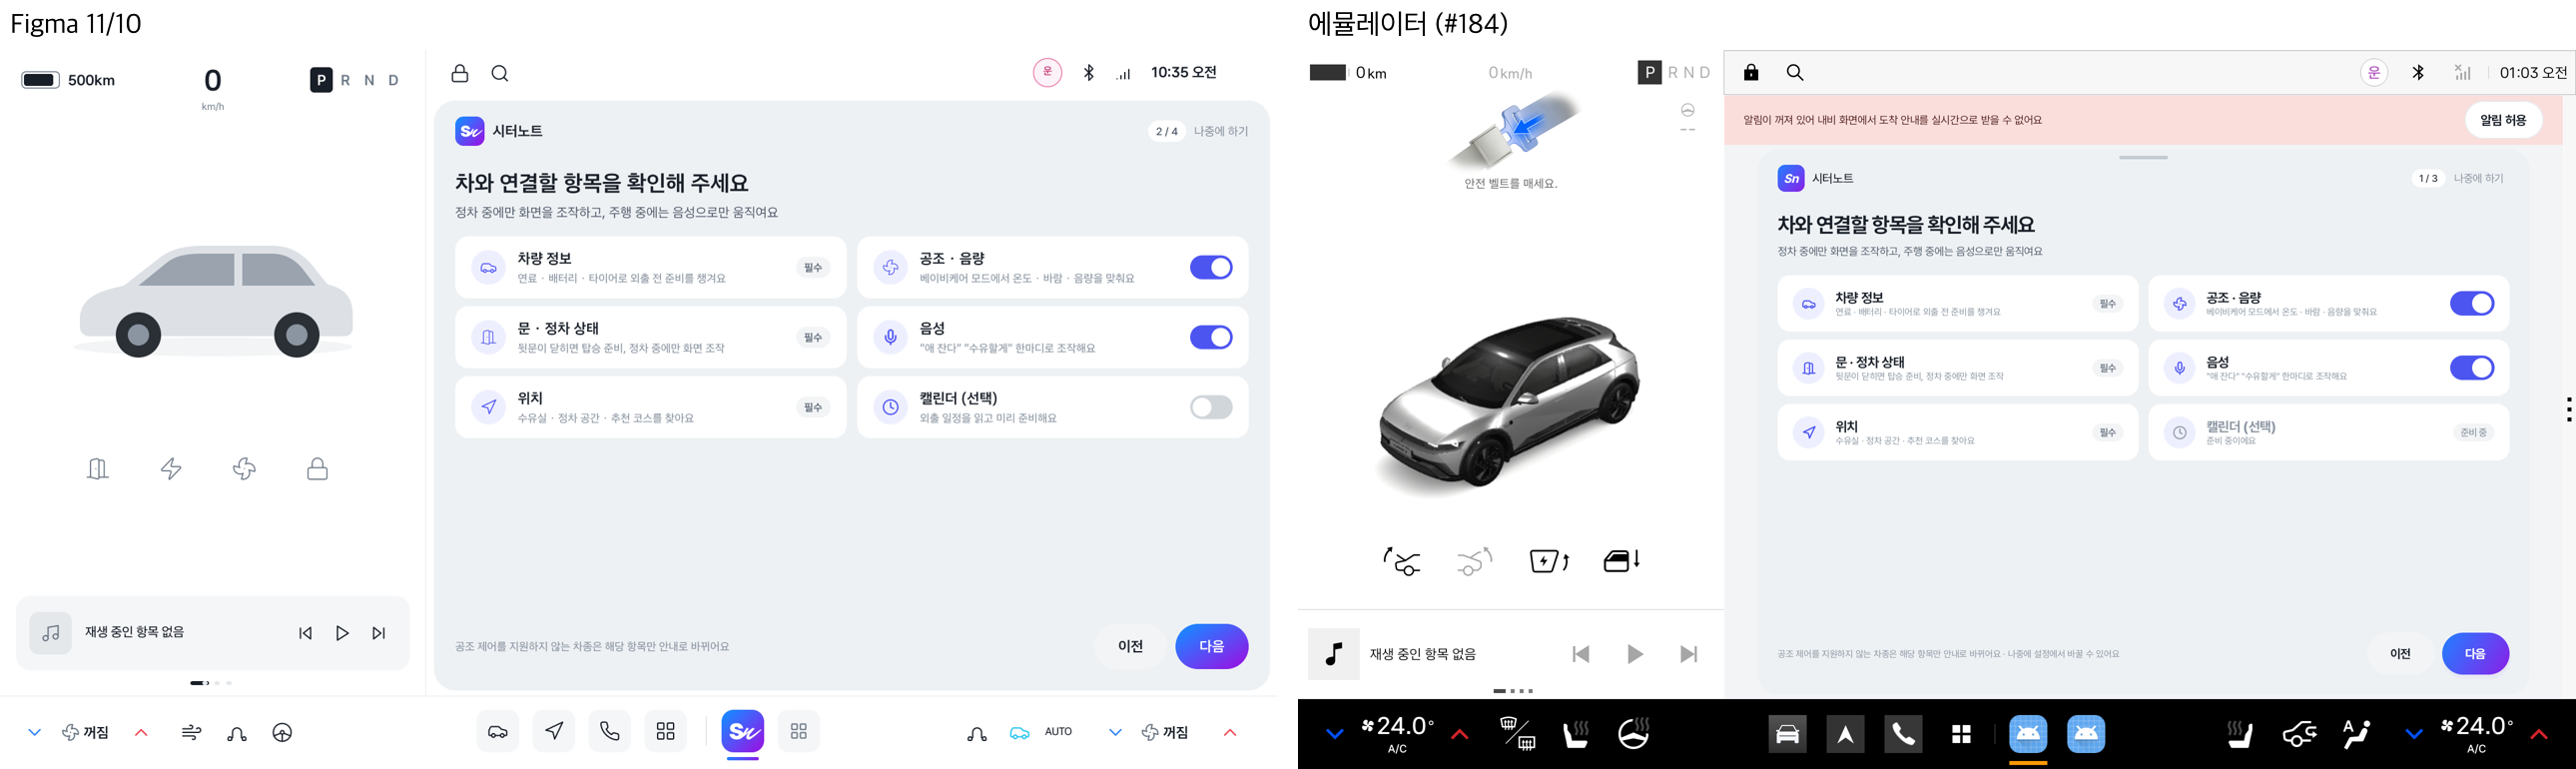 Figma 11/10
500km
0
km/h
P R N D
운
10:35 오전
시터노트
2 / 4
나중에 하기
차와 연결할 항목을 확인해 주세요
정차 중에만 화면을 조작하고, 주행 중에는 음성으로만 움직여요
차량 정보
연료 · 배터리 · 타이어로 외출 전 준비를 챙겨요
필수
공조 · 음량
베이비케어 모드에서 온도 · 바람 · 음량을 맞춰요
문 · 정차 상태
뒷문이 닫히면 탑승 준비, 정차 중에만 화면 조작
필수
음성
"애 잔다" "수유할게" 한마디로 조작해요
위치
수유실 · 정차 공간 · 추천 코스를 찾아요
필수
캘린더 (선택)
외출 일정을 읽고 미리 준비해요
재생 중인 항목 없음
공조 제어를 지원하지 않는 차종은 해당 항목만 안내로 바뀌어요
이전
다음
꺼짐
AUTO
꺼짐
에뮬레이터 (#184)
0km
0km/h
P R N D
안전 벨트를 매세요.
--
운
01:03 오전
알림이 꺼져 있어 내비 화면에서 도착 안내를 실시간으로 받을 수 없어요
알림 허용
Sn
시터노트
1 / 3
나중에 하기
차와 연결할 항목을 확인해 주세요
정차 중에만 화면을 조작하고, 주행 중에는 음성으로만 움직여요
차량 정보
연료 · 배터리 · 타이어로 외출 전 준비를 챙겨요
필수
공조 · 음량
베이비케어 모드에서 온도 · 바람 · 음량을 맞춰요
문 · 정차 상태
뒷문이 닫히면 탑승 준비, 정차 중에만 화면 조작
필수
음성
"애 잔다" "수유할게" 한마디로 조작해요
위치
수유실 · 정차 공간 · 추천 코스를 찾아요
필수
캘린더 (선택)
준비 중이에요
준비 중
재생 중인 항목 없음
공조 제어를 지원하지 않는 차종은 해당 항목만 안내로 바뀌어요 · 나중에 설정에서 바꿀 수 있어요
이전
다음
24.0°
A/C
A
24.0°
A/C